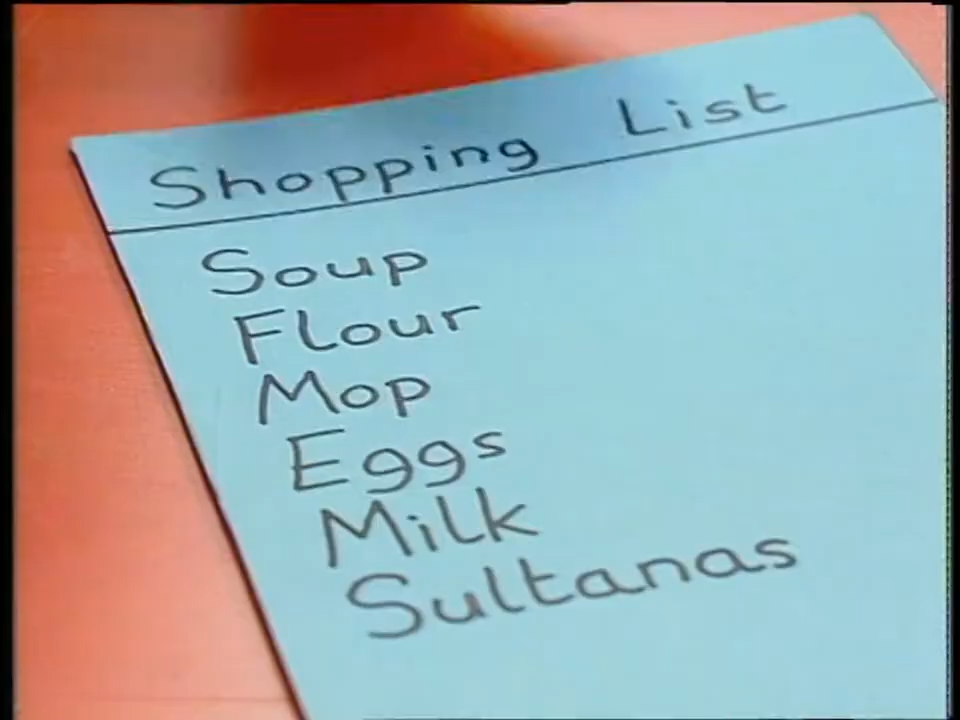 Shopping List
Soup
Flour
Mop
Eggs
Milk
Sultanas